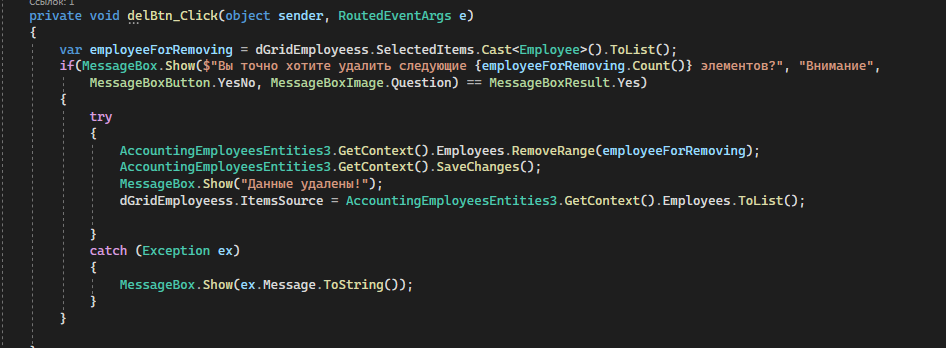 Ссылок: 1
private void delBtn_Click(object sender, RoutedEventArgs e)
{
var employeeForRemoving = dGridEmployeess.SelectedItems.Cast<Employee>().ToList();
if(MessageBox.Show($"Вы точно хотите удалить следующие {employeeForRemoving.Count()} элементов?", "Внимание",
MessageBoxButton.YesNo, MessageBoxImage.Question) == MessageBoxResult.Yes)
{
try
{
AccountingEmployeesEntities3.GetContext().Employees.RemoveRange(employeeForRemoving);
AccountingEmployeesEntities3.GetContext().SaveChanges();
MessageBox.Show("Данные удалены!");
dGridEmployeess.ItemsSource = AccountingEmployeesEntities3.GetContext().Employees.ToList();
}
catch (Exception ex)
{
MessageBox.Show(ex.Message.ToString());
}
}